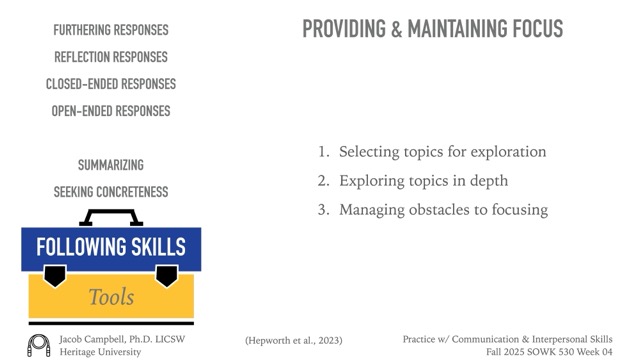 FURTHERING RESPONSES
REFLECTION RESPONSES
CLOSED-ENDED RESPONSES
OPEN-ENDED RESPONSES
SUMMARIZING
SEEKING CONCRETENESS
FOLLOWING SKILLS
Tools
PROVIDING & MAINTAINING FOCUS
1. Selecting topics for exploration
2. Exploring topics in depth
3. Managing obstacles to focusing
Jacob Campbell, Ph.D. LICSW
Heritage University
(Hepworth et al., 2023)
Practice w/ Communication & Interpersonal Skills
Fall 2025 SOWK 530 Week 04